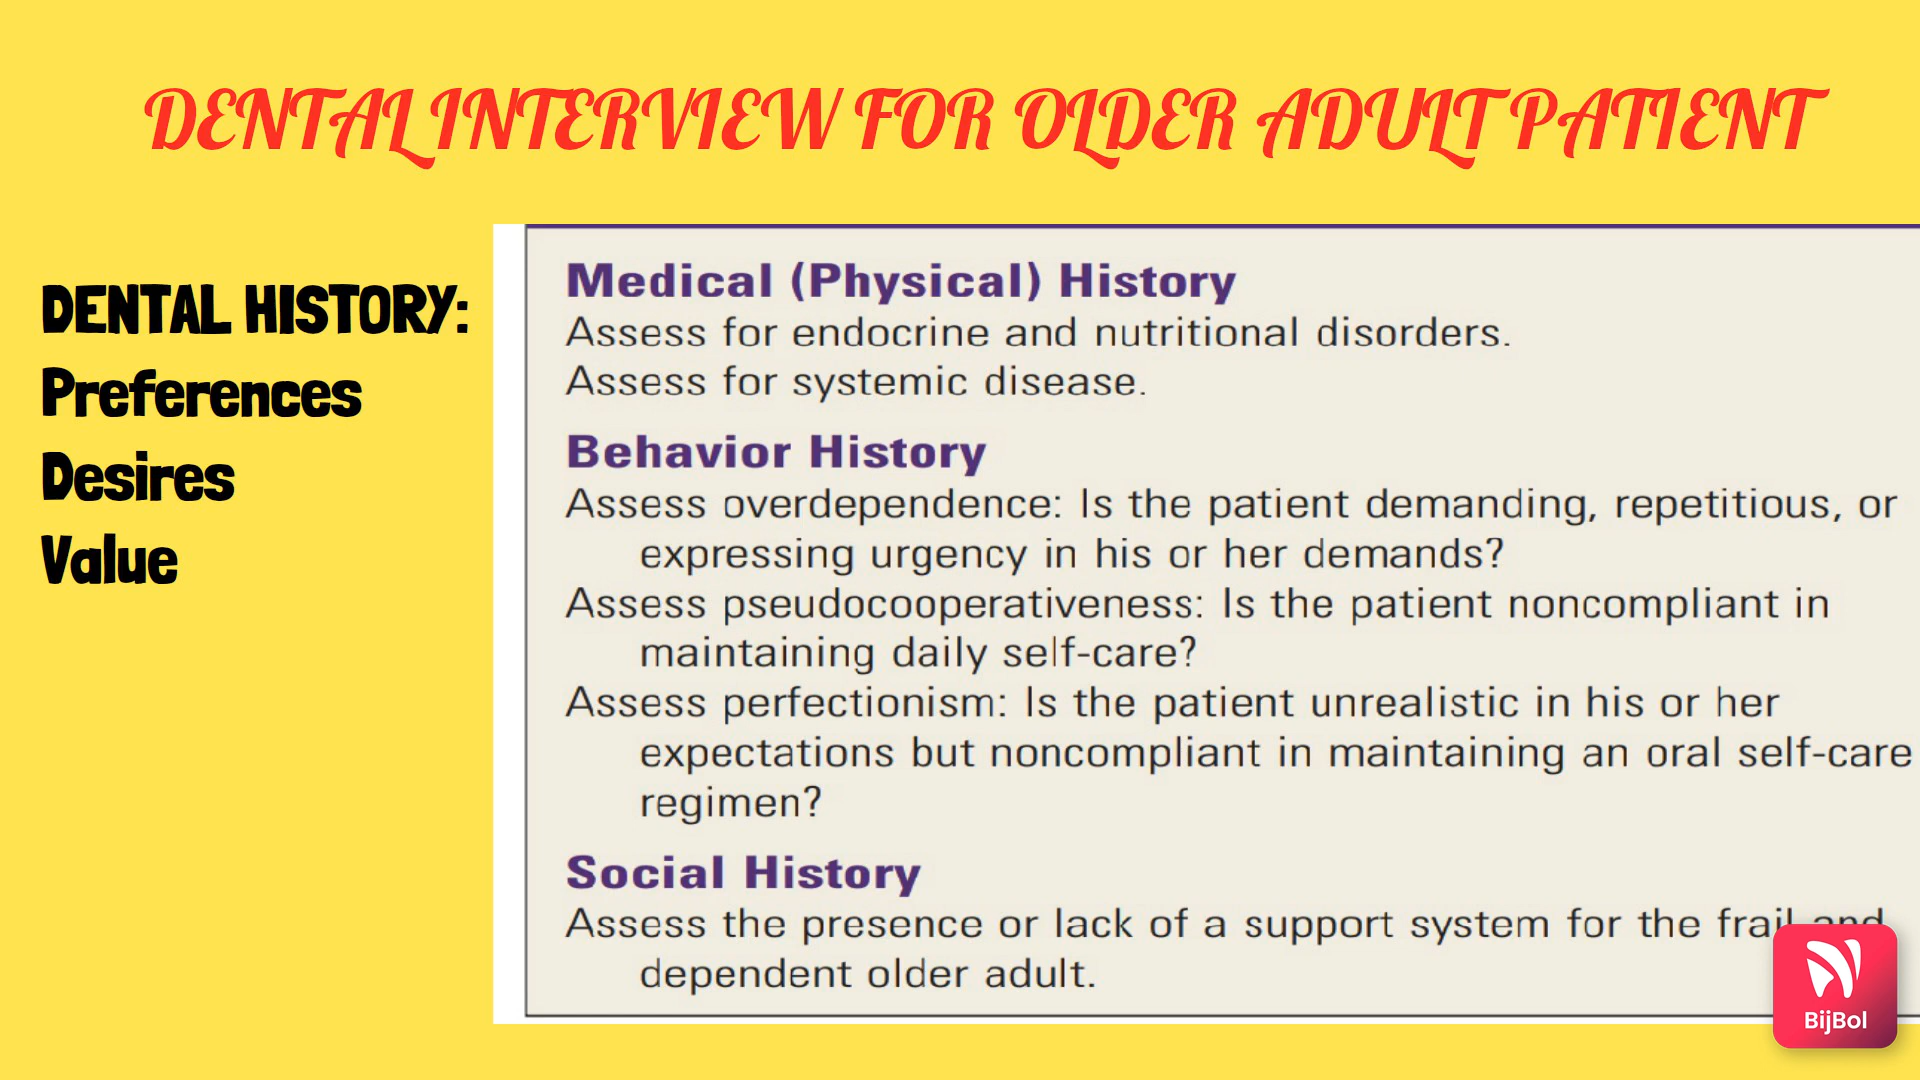 DENTAL INTERVIEW FOR OLDER ADULT PATIENT
DENTAL HISTORY:
Preferences
Desires
Value
Medical (Physical) History
Assess for endocrine and nutritional disorders.
Assess for systemic disease.
Behavior History
Assess overdependence: Is the patient demanding, repetitious, or
expressing urgency in his or her demands?
Assess pseudocooperativeness: Is the patient noncompliant in
maintaining daily self-care?
Assess perfectionism: Is the patient unrealistic in his or her
expectations but noncompliant in maintaining an oral self-care
regimen?
Social History
Assess the presence or lack of a support system for the frail and
dependent older adult.
BijBol